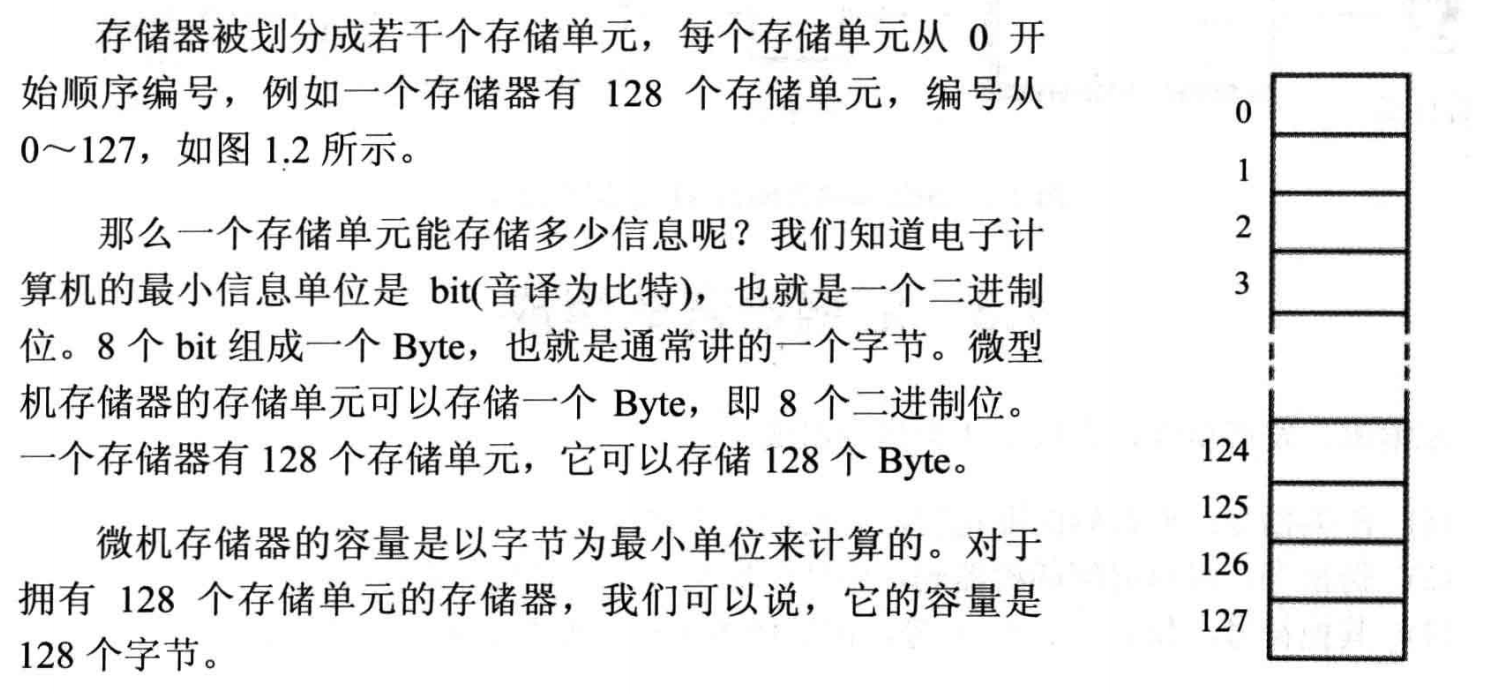 存储器被划分成若干个存储单元，每个存储单元从 0 开
始顺序编号，例如一个存储器有 128 个存储单元，编号从
0～127，如图 1.2 所示。
那么一个存储单元能存储多少信息呢？我们知道电子计
算机的最小信息单位是 bit(音译为比特)，也就是一个二进制
位。8 个 bit 组成一个 Byte，也就是通常讲的一个字节。微型
机存储器的存储单元可以存储一个 Byte，即 8 个二进制位。
一个存储器有 128 个存储单元，它可以存储 128 个 Byte。
微机存储器的容量是以字节为最小单位来计算的。对于
拥有 128 个存储单元的存储器，我们可以说，它的容量是
128 个字节。
0
1
2
3
124
125
126
127